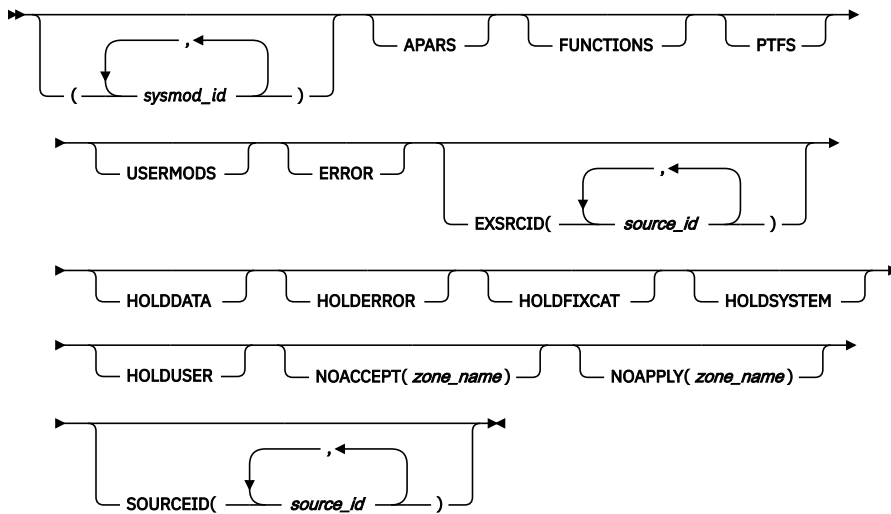 APARS FUNCTIONS PTFS
,
( sysmod_id )
USERMODS ERROR
,
EXSRCID( source_id )
HOLDDATA HOLDERROR HOLDFIXCAT HOLDSYSTEM
HOLDUSER NOACCEPT( zone_name ) NOAPPLY( zone_name )
,
SOURCEID( source_id )